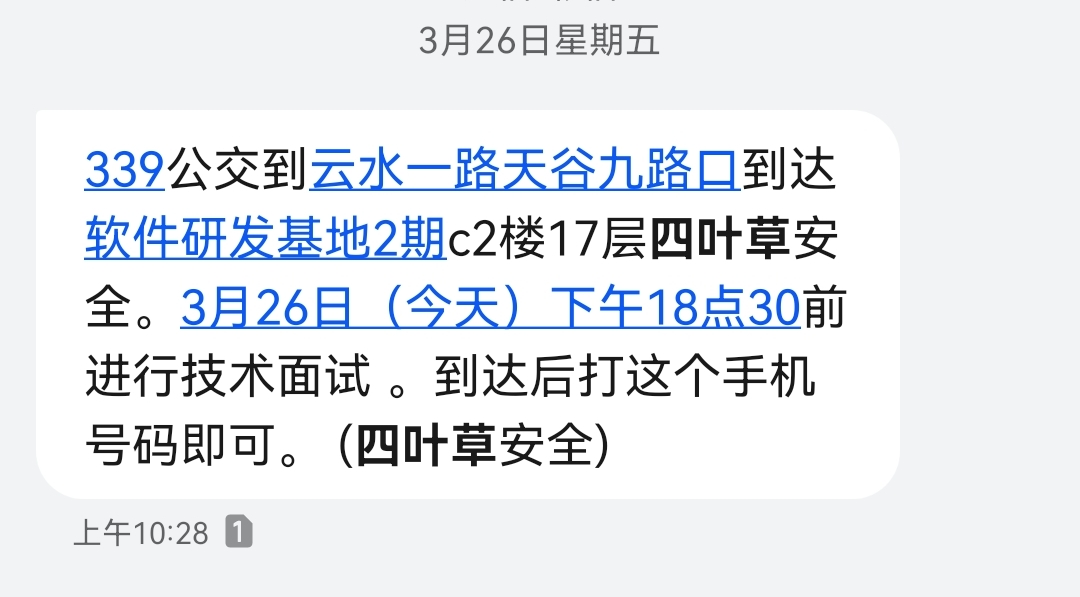 3月26日星期五
339公交到云水一路天谷九路口到达
软件研发基地2期c2楼17层四叶草安
全。3月26日（今天）下午18点30前
进行技术面试 。到达后打这个手机
号码即可。(四叶草安全)
上午10:28 1